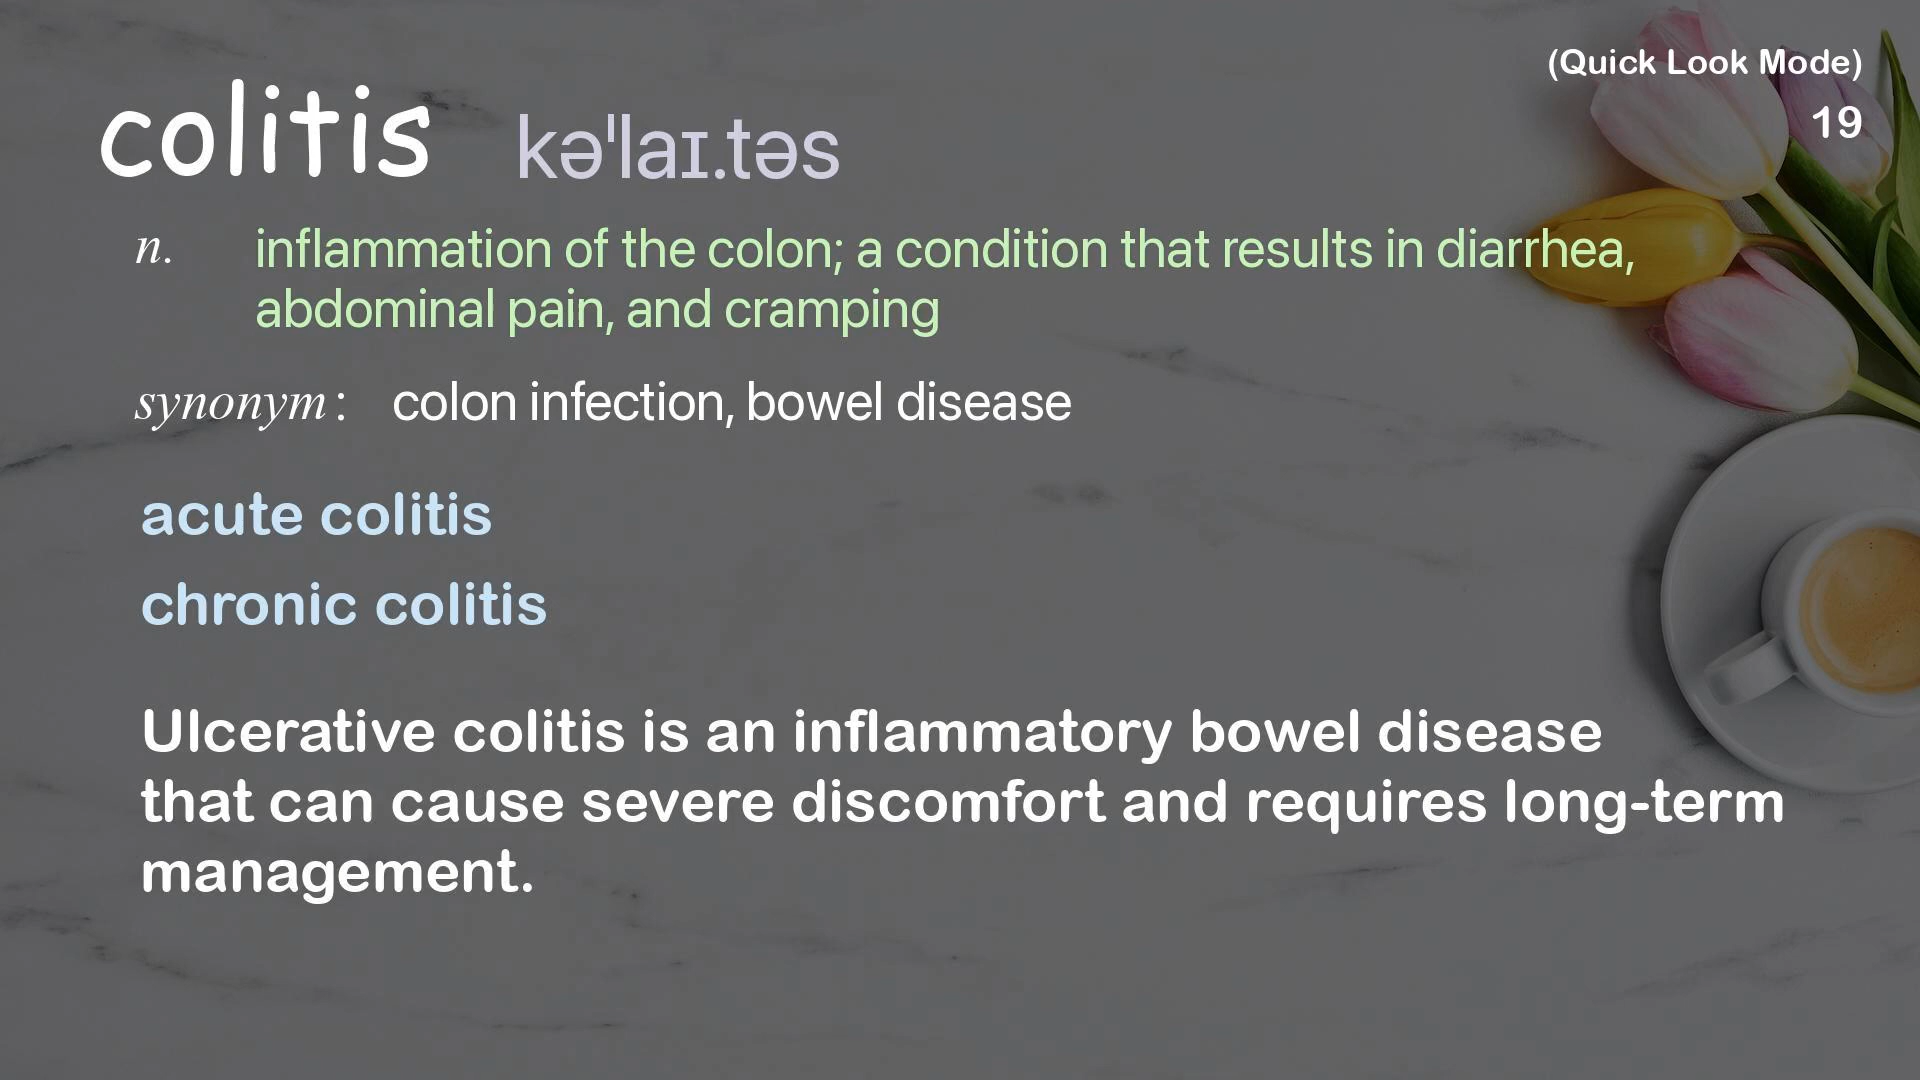 (Quick Look Mode)
19
colitis kəˈlaɪ.təs
n. inflammation of the colon; a condition that results in diarrhea,
abdominal pain, and cramping
synonym : colon infection, bowel disease
acute colitis
chronic colitis
Ulcerative colitis is an inflammatory bowel disease
that can cause severe discomfort and requires long-term
management.